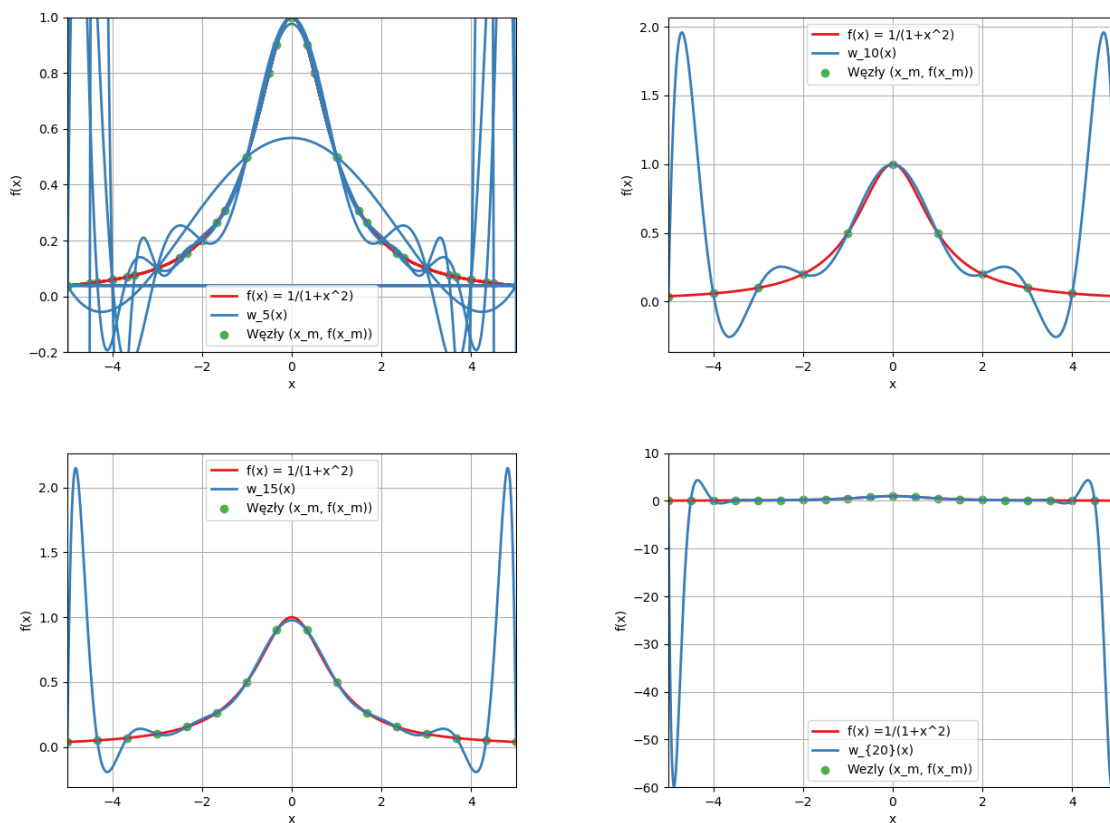 1.0
0.8
0.6
0.4
0.2
0.0
−0.2
f(x)
f(x) = 1/(1+x^2)
w_5(x)
Węzły (x_m, f(x_m))
−4 −2 0 2 4
x
2.0
1.5
1.0
0.5
0.0
f(x)
f(x) = 1/(1+x^2)
w_10(x)
Węzły (x_m, f(x_m))
−4 −2 0 2 4
x
2.0
1.5
1.0
0.5
0.0
f(x)
f(x) = 1/(1+x^2)
w_15(x)
Węzły (x_m, f(x_m))
−4 −2 0 2 4
x
10
0
−10
−20
−30
−40
−50
−60
f(x)
f(x) =1/(1+x^2)
w_{20}(x)
Wezly (x_m, f(x_m))
−4 −2 0 2 4
x